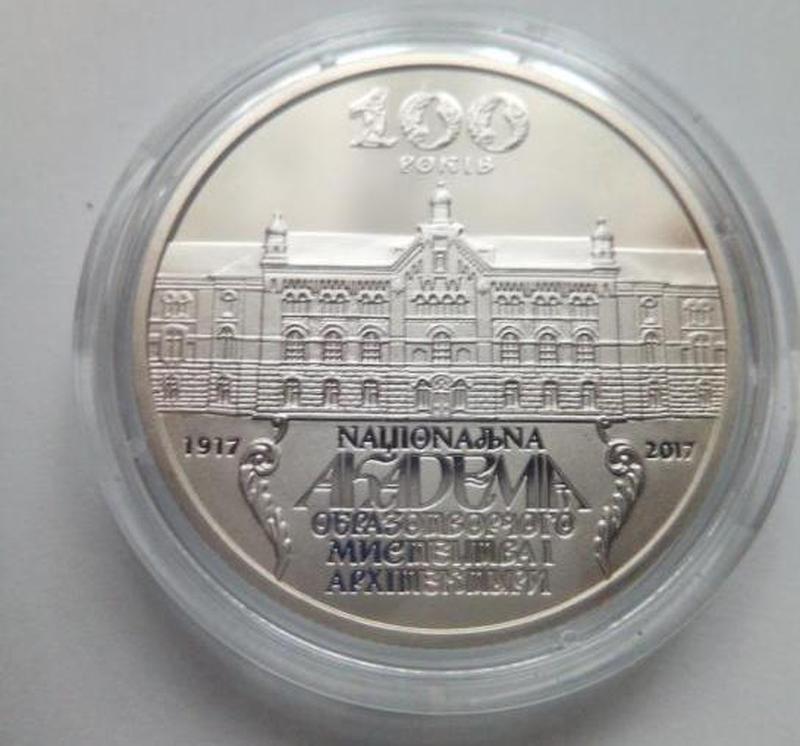 100
РОКІВ
1917
2017
НАЦІОНАЛЬНА
АКАДЕМІЯ
ОБРАЗОТВОРЧОГО
МИСТЕЦТВА І
АРХІТЕКТУРИ